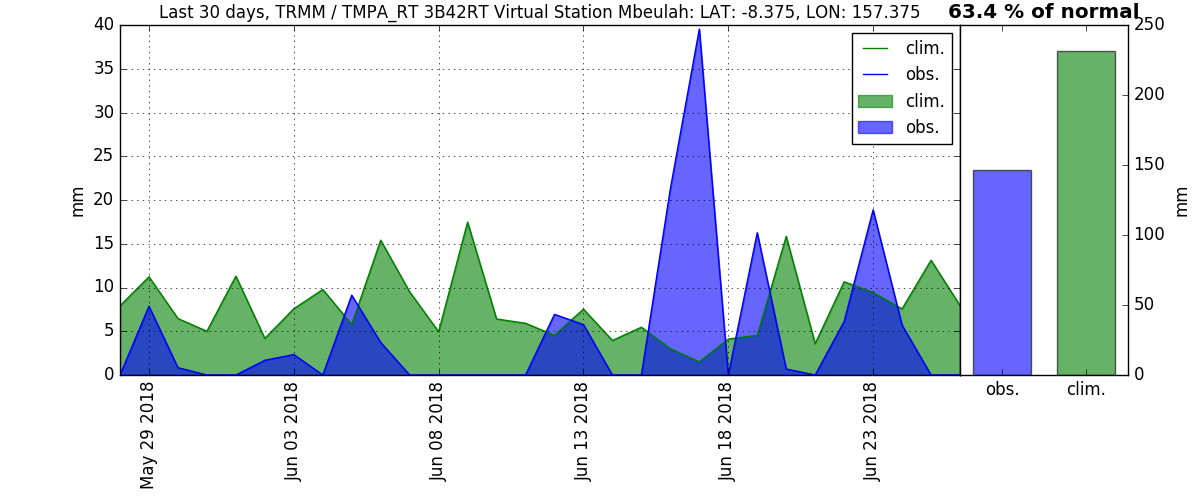 Last 30 days, TRMM / TMPA_RT 3B42RT Virtual Station Mbeulah: LAT: -8.375, LON: 157.375
63.4 % of normal
40
35
30
25
20
15
10
5
0
mm
clim.
obs.
clim.
obs.
250
200
150
100
50
0
mm
May 29 2018
Jun 03 2018
Jun 08 2018
Jun 13 2018
Jun 18 2018
Jun 23 2018
obs.
clim.